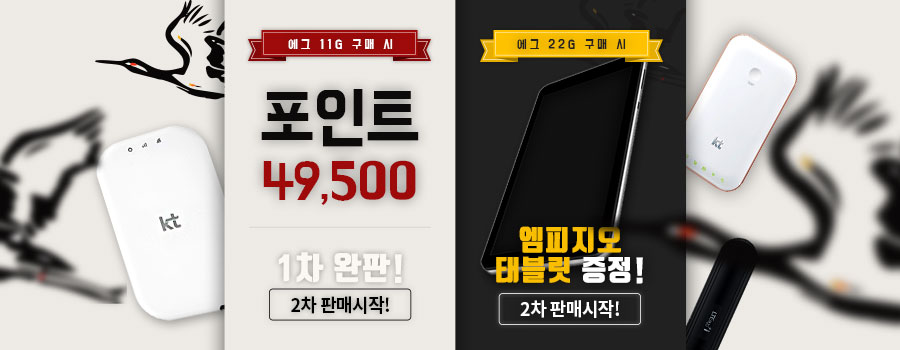 에그 11G 구매 시
포인트
49,500
1차 완판!
2차 판매시작!
에그 22G 구매 시
엠피지오
태블릿 증정!
2차 판매시작!
kt
kt